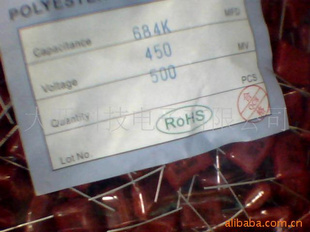 POLYESTE
Capacitance 684K MFD
Voltage 450 MV
Quantity 500 PCS
Lot No
RoHS
alibaba.com.cn